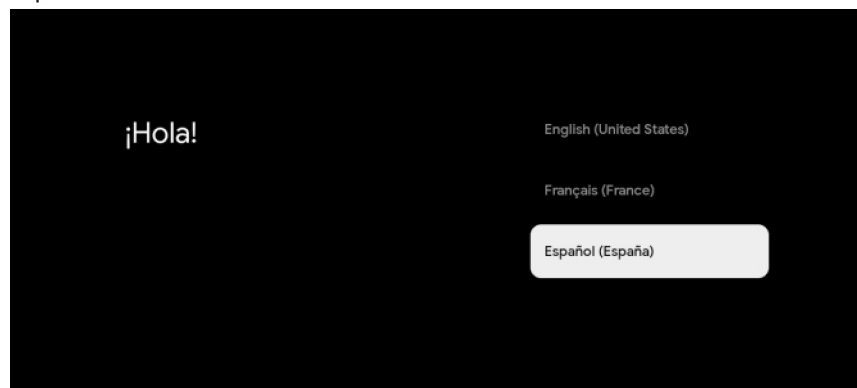 ¡Hola!
English (United States)
Français (France)
Español (España)